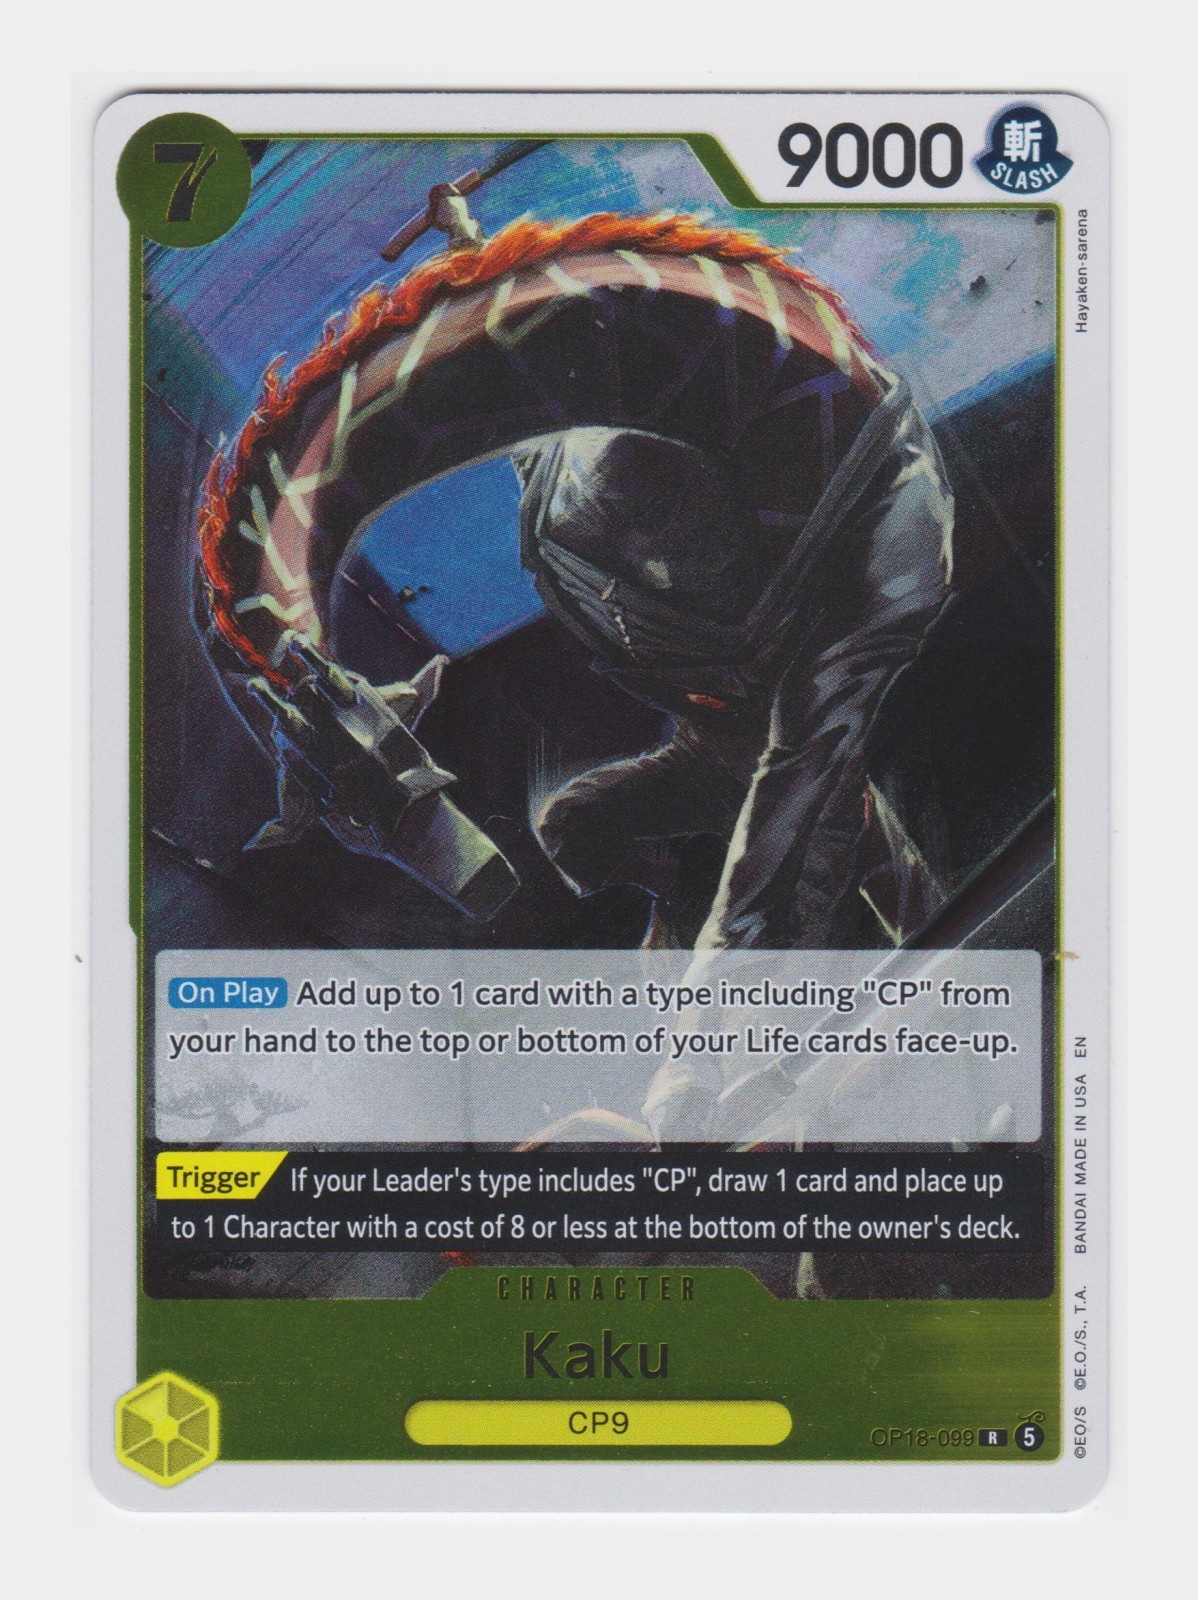 7
9000
斬
SLASH
Hayaken-sarena
On Play Add up to 1 card with a type including "CP" from
your hand to the top or bottom of your Life cards face-up.
Trigger If your Leader's type includes "CP", draw 1 card and place up
to 1 Character with a cost of 8 or less at the bottom of the owner's deck.
CHARACTER
Kaku
CP9
OP18-099 R 5
©EO/S ©E.O./S., T.A. BANDAI MADE IN USA EN